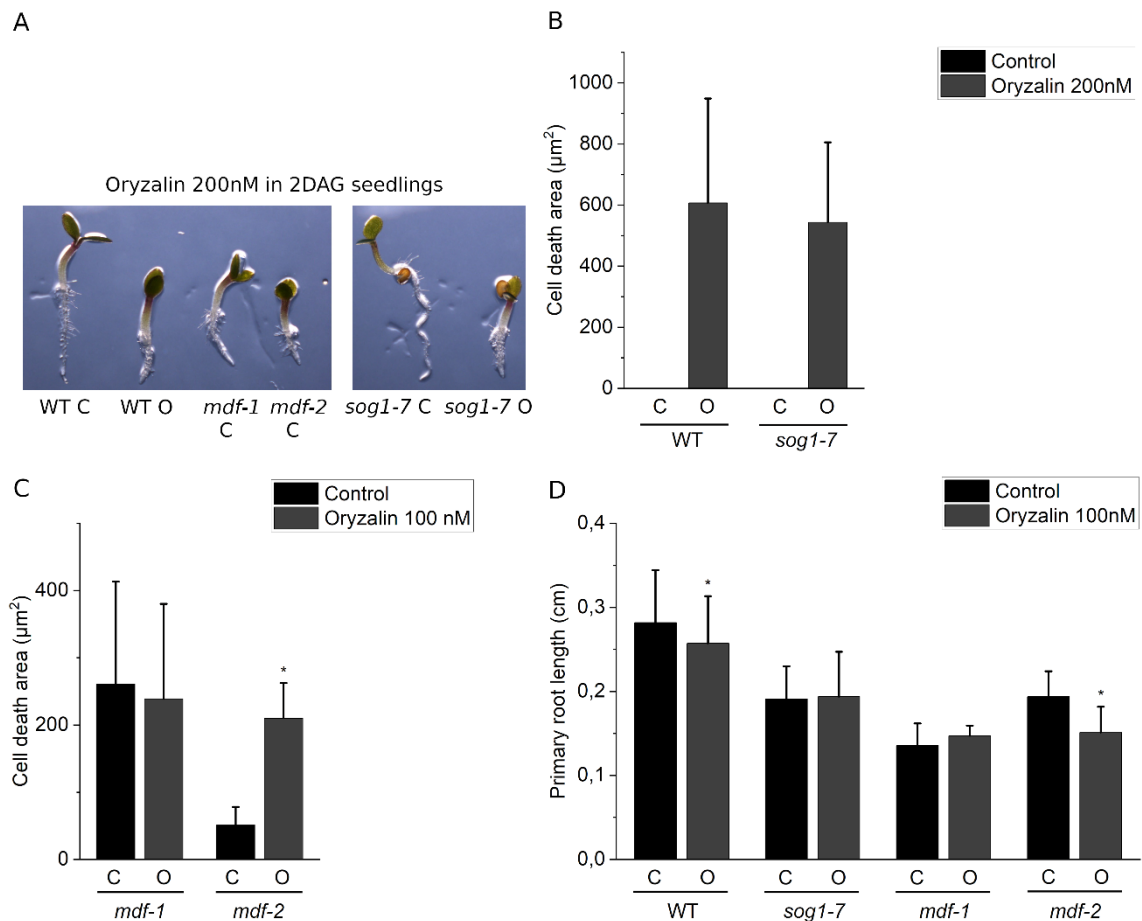 A
Oryzalin 200nM in 2DAG seedlings
WT C
WT O
mdf-1
C
mdf-2
C
sog1-7 C
sog1-7 O
B
Control
Oryzalin 200nM
Cell death area (µm²)
1000
800
600
400
200
0
C O C O
WT sog1-7
C
Control
Oryzalin 100 nM
Cell death area (µm²)
400
200
0
*
C O C O
mdf-1 mdf-2
D
Control
Oryzalin 100nM
Primary root length (cm)
0,4
0,3
0,2
0,1
0,0
*
*
C O C O C O C O
WT sog1-7 mdf-1 mdf-2